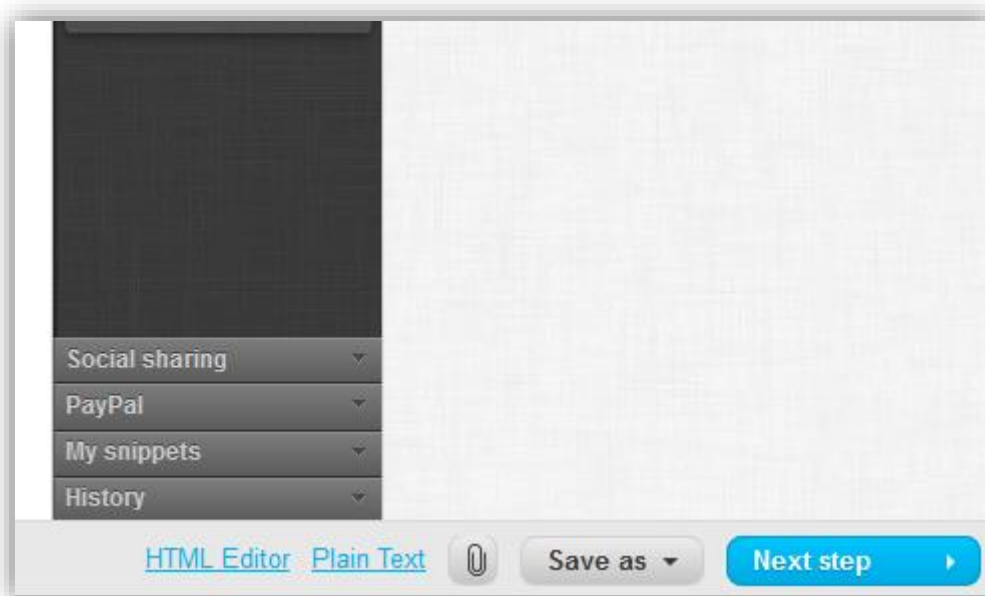 Social sharing
PayPal
My snippets
History
HTML Editor Plain Text Save as Next step